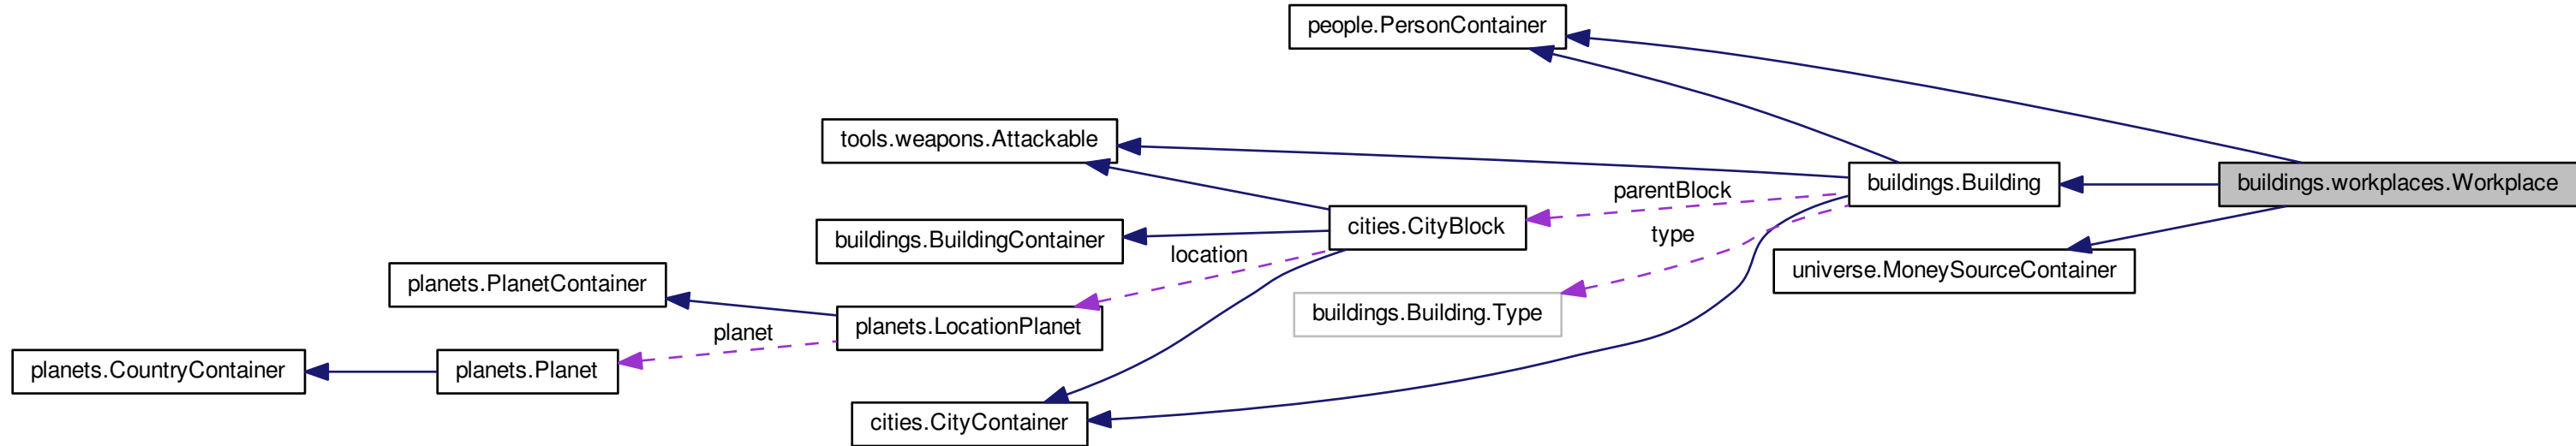 people.PersonContainer
tools.weapons.Attackable
buildings.Building
buildings.workplaces.Workplace
parentBlock
cities.CityBlock
type
buildings.BuildingContainer
location
universe.MoneySourceContainer
planets.PlanetContainer
buildings.Building.Type
planets.LocationPlanet
planet
planets.CountryContainer
planets.Planet
cities.CityContainer